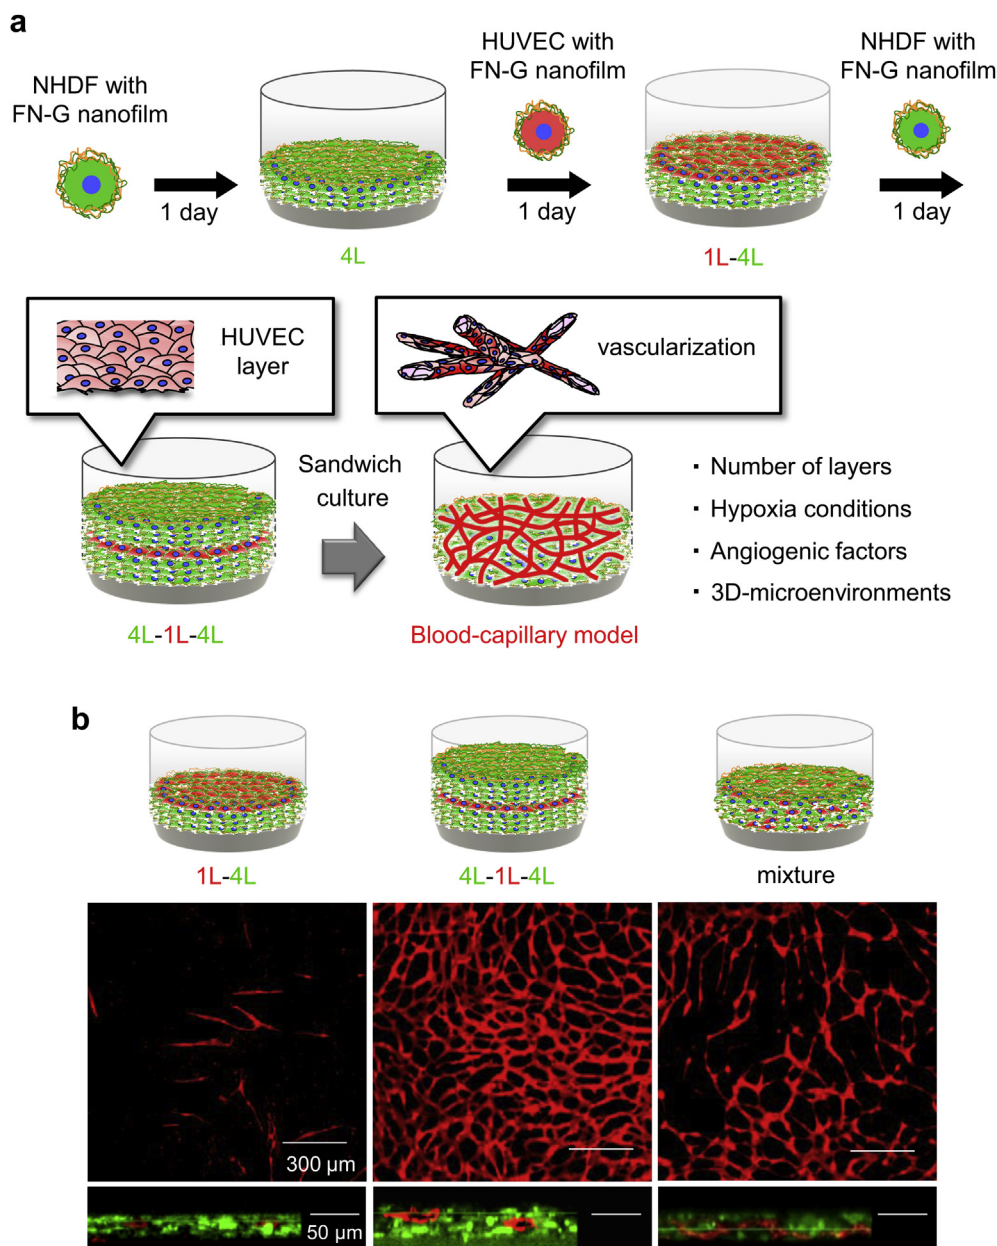 a
NHDF with
FN-G nanofilm
1 day
4L
HUVEC with
FN-G nanofilm
1 day
1L-4L
NHDF with
FN-G nanofilm
1 day
HUVEC
layer
vascularization
Sandwich
culture
4L-1L-4L
Blood-capillary model
· Number of layers
· Hypoxia conditions
· Angiogenic factors
· 3D-microenvironments
b
1L-4L
4L-1L-4L
mixture
300 µm
50 µm